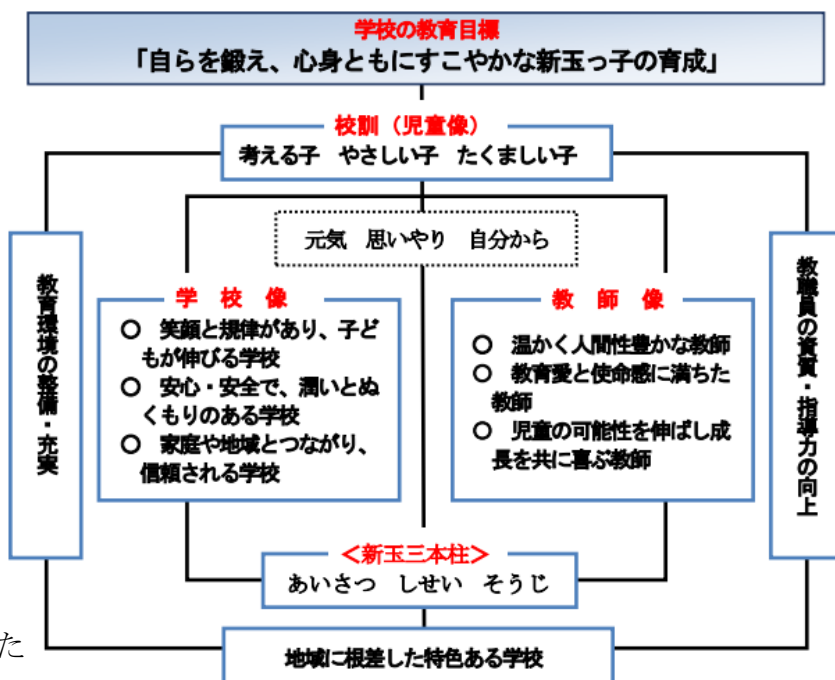 学校の教育目標
「自らを鍛え、心身ともにすこやかな新玉っ子の育成」
校訓（児童像）
考える子　やさしい子　たくましい子
元気　思いやり　自分から
教育環境の整備・充実
学　校　像
○　笑顔と規律があり、子ど
もが伸びる学校
○　安心・安全で、潤いとぬ
くもりのある学校
○　家庭や地域とつながり、
信頼される学校
教　師　像
○　温かく人間性豊かな教師
○　教育愛と使命感に満ちた
教師
○　児童の可能性を伸ばし成
長を共に喜ぶ教師
教職員の資質・指導力の向上
＜新玉三本柱＞
あいさつ　しせい　そうじ
た
地域に根差した特色ある学校